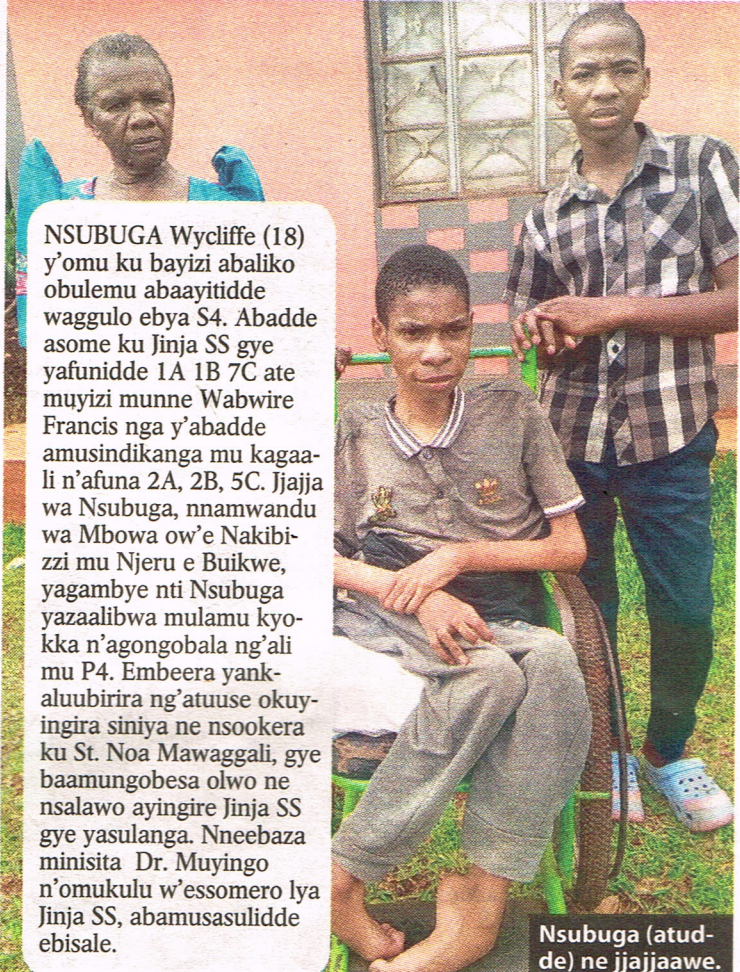 NSUBUGA Wycliffe (18)
y'omu ku bayizi abaliko
obulemu abaayitidde
waggulo ebya S4. Abadde
asome ku Jinja SS gye
yafunidde 1A 1B 7C ate
muyizi munne Wabwire
Francis nga y'abadde
amusindikanga mu kagaa-
li n'afuna 2A, 2B, 5C. Jjajja
wa Nsubuga, nnamwandu
wa Mbowa ow'e Nakibi-
zzi mu Njeru e Buikwe,
yagambye nti Nsubuga
yazaalibwa mulamu kyo-
kka n'agongobala ng'ali
mu P4. Embeera yank-
aluubirira ng'atuuse okuy-
ingira siniya ne nsookera
ku St. Noa Mawaggali, gye
baamungobesa olwo ne
nsalawo ayingire Jinja SS
gye yasulanga. Nneebaza
minisita Dr. Muyingo
n'omukulu w'essomero lya
Jinja SS, abamusasulidde
ebisale.
Nsubuga (atud-
de) ne jjajjaawe.